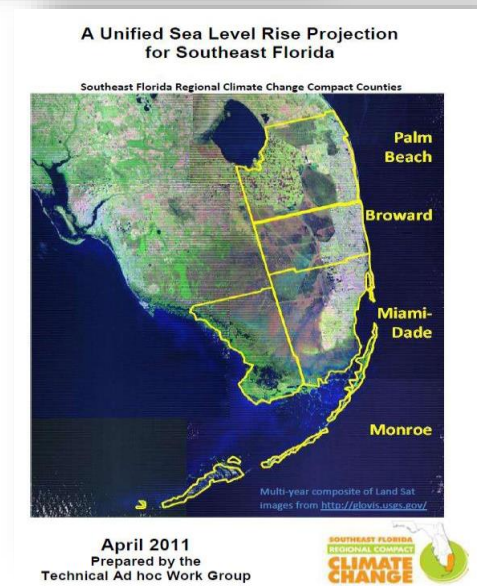 A Unified Sea Level Rise Projection
for Southeast Florida
Southeast Florida Regional Climate Change Compact Counties
Palm
Beach
Broward
Miami-
Dade
Monroe
Multi-year composite of Land Sat
images from http://glovis.usgs.gov/
April 2011
Prepared by the
Technical Ad hoc Work Group
SOUTHEAST FLORIDA
REGIONAL COMPACT
CLIMATE
CHANGE